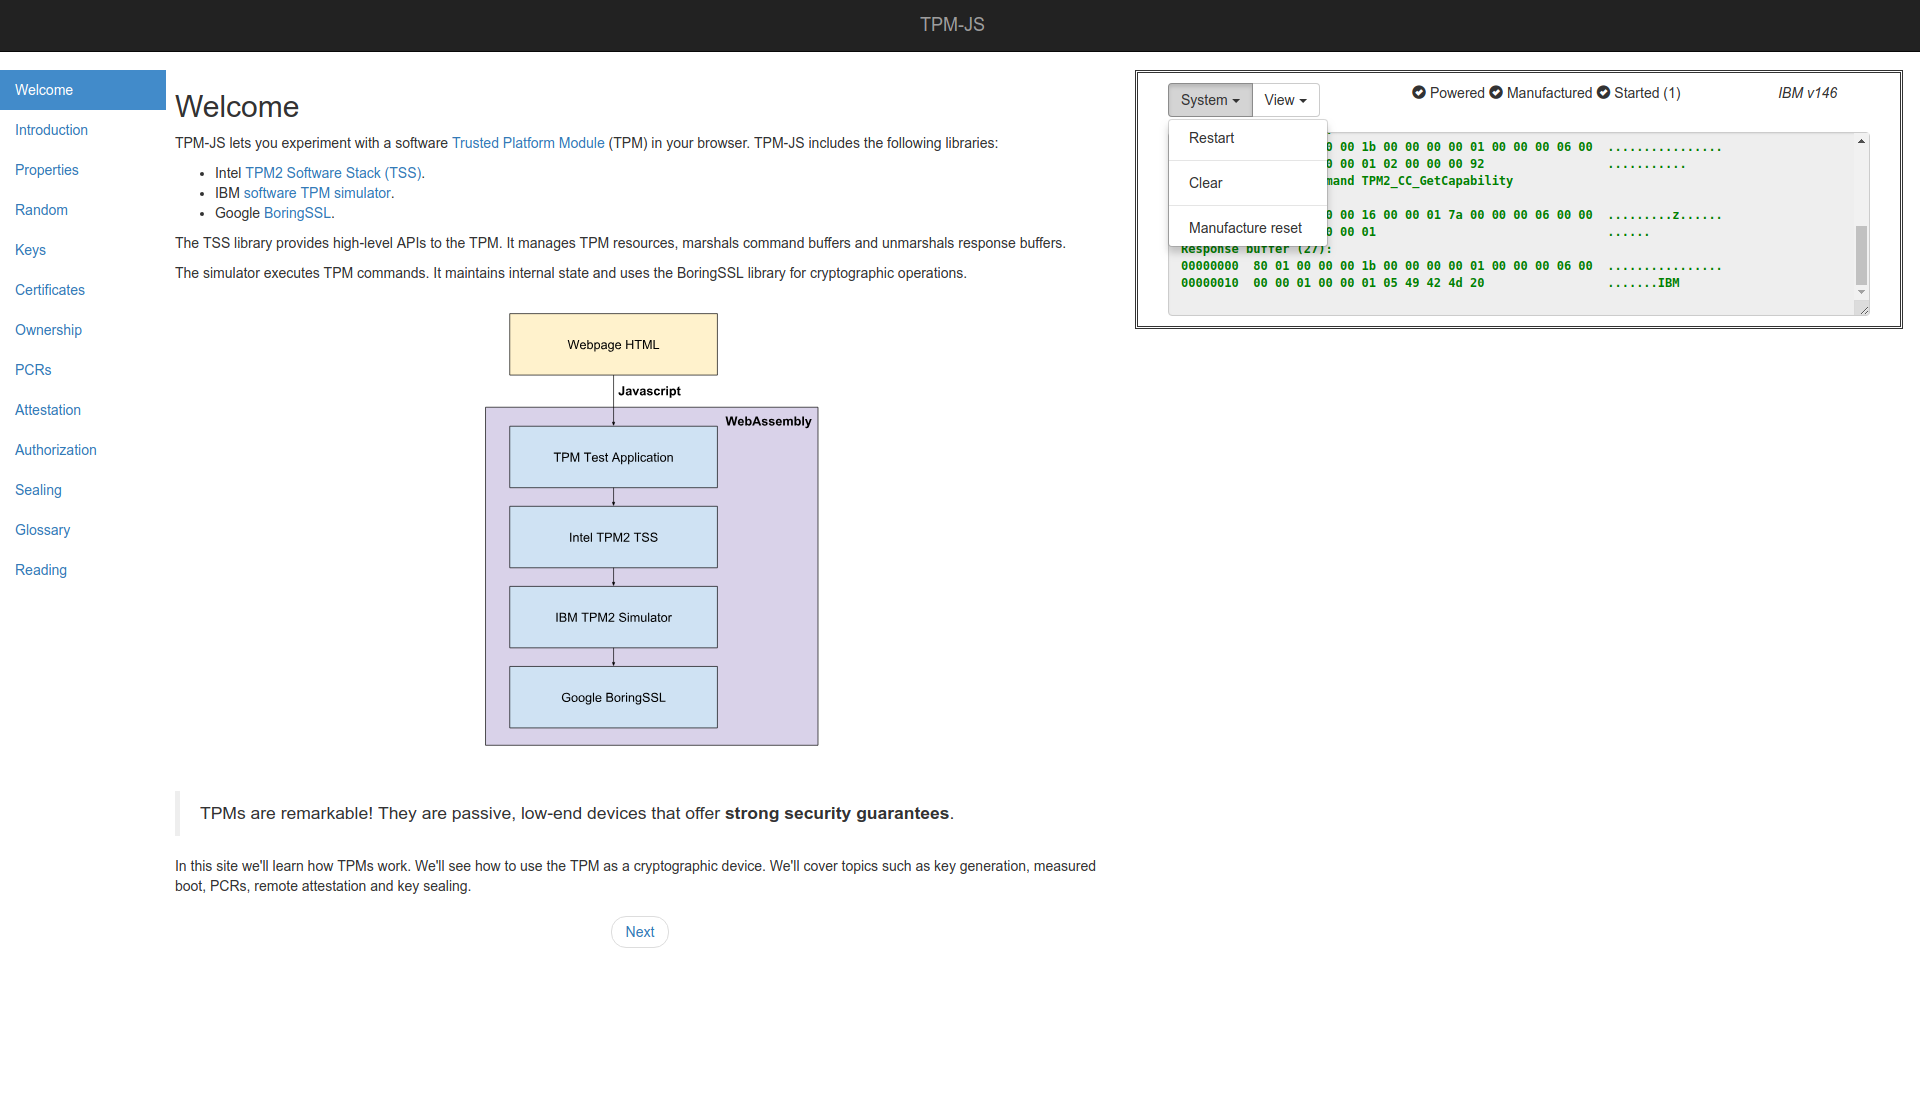 TPM-JS
Welcome
Introduction
Properties
Random
Keys
Certificates
Ownership
PCRs
Attestation
Authorization
Sealing
Glossary
Reading
Welcome
TPM-JS lets you experiment with a software Trusted Platform Module (TPM) in your browser. TPM-JS includes the following libraries:
• Intel TPM2 Software Stack (TSS).
• IBM software TPM simulator.
• Google BoringSSL.
The TSS library provides high-level APIs to the TPM. It manages TPM resources, marshals command buffers and unmarshals response buffers.
The simulator executes TPM commands. It maintains internal state and uses the BoringSSL library for cryptographic operations.
Webpage HTML
Javascript
WebAssembly
TPM Test Application
Intel TPM2 TSS
IBM TPM2 Simulator
Google BoringSSL
TPMs are remarkable! They are passive, low-end devices that offer strong security guarantees.
In this site we'll learn how TPMs work. We'll see how to use the TPM as a cryptographic device. We'll cover topics such as key generation, measured
boot, PCRs, remote attestation and key sealing.
Next
System View
Powered Manufactured Started (1)
IBM v146
Restart
Clear
Manufacture reset
0 00 1b 00 00 00 00 01 00 00 00 06 00 ................
00 00 01 02 00 00 00 92 ...........
mand TPM2_CC_GetCapability
0 00 16 00 00 01 7a 00 00 00 06 00 00 .........z......
00 00 01 ......
Response buffer (27):
00000000 80 01 00 00 00 1b 00 00 00 00 01 00 00 00 06 00 ................
00000010 00 00 01 00 00 01 05 49 42 4d 20 .......IBM